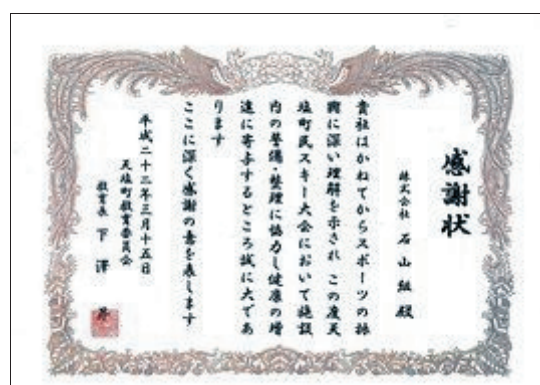 感謝状
株式会社 石山組 殿
貴社はかねてからスポーツの振
興に深い理解を示され この度天
塩町民スキー大会において施設
内の整備・整理に協力し健康の増
進に寄与するところ誠に大であ
ります
ここに深く感謝の意を表します
平成二十三年三月十五日
天塩町教育委員会
教育長 下澤